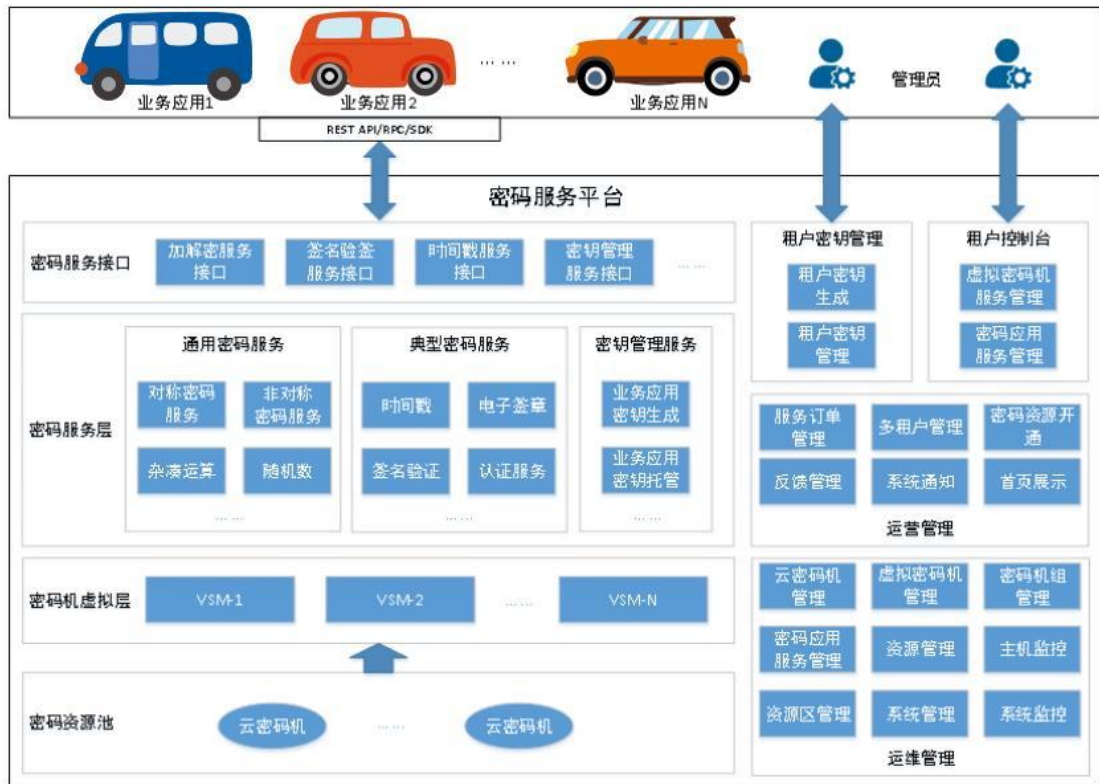 业务应用1
业务应用2
... ...
业务应用N
管理员
REST API/RPC/SDK
密码服务平台
密码服务接口
加解密服务
接口
签名验签
服务接口
时间戳服务
接口
密钥管理
服务接口
... ...
租户密钥管理
租户密钥
生成
租户密钥
管理
租户控制台
虚拟密码机
服务管理
密码应用
服务管理
密码服务层
通用密码服务
对称密码
服务
非对称
密码服务
杂凑运算
随机数
... ...
典型密码服务
时间戳
电子签章
签名验证
认证服务
... ...
密钥管理服务
业务应用
密钥生成
业务应用
密钥托管
... ...
服务订单
管理
多租户管理
密码资源开
通
反馈管理
系统通知
首页展示
运营管理
密码机虚拟层
VSM-1
VSM-2
... ...
VSM-N
云密码机
管理
虚拟密码机
管理
密码机组
管理
密码应用
服务管理
资源管理
主机监控
资源区管理
系统管理
系统监控
运维管理
密码资源池
云密码机
... ...
云密码机